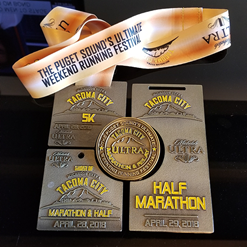 THE PUGET SOUND'S ULTIMATE
WEEKEND RUNNING FESTIVAL
ULTRA
TACOMA CITY
5K
TACOMA CITY
ULTRA
TACOMA CITY
HALF
MARATHON
APRIL 29, 2018
TACOMA CITY
MARATHON & HALF
APRIL 28, 2018